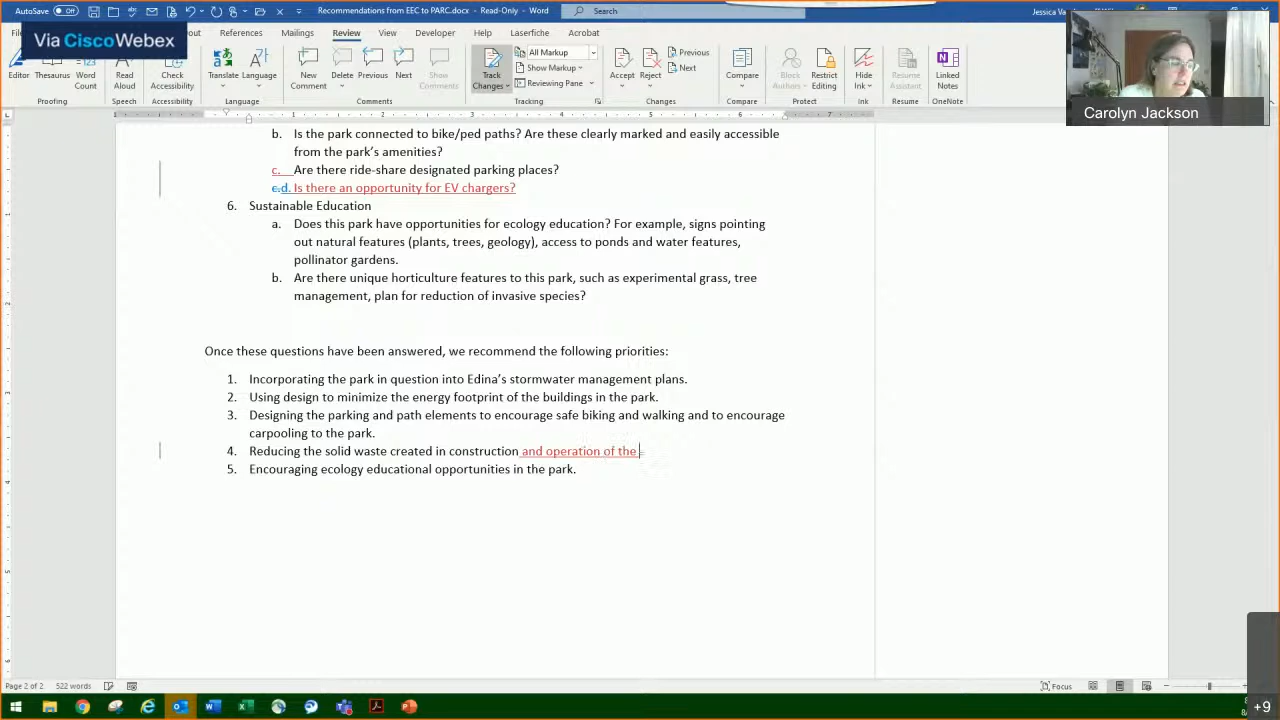 AutoSave Off
Recommendations from EEC to PARC.docx - Read-Only - Word
Search
Via CiscoWebex
References
Mailings
Review
View
Developer
Help
Laserfiche
Acrobat
Editor
Thesaurus
Word Count
Read Aloud
Check Accessibility
Translate
Language
New Comment
Delete
Previous
Next
Show Comments
Track Changes
All Markup
Show Markup
Reviewing Pane
Accept
Reject
Previous
Next
Compare
Block Authors
Restrict Editing
Hide Ink
Resume Assistant
Linked Notes
Proofing
Speech
Accessibility
Language
Comments
Tracking
Changes
Compare
Protect
Ink
Resume
OneNote
Carolyn Jackson
b. Is the park connected to bike/ped paths? Are these clearly marked and easily accessible
from the park's amenities?
c. Are there ride-share designated parking places?
c.d. Is there an opportunity for EV chargers?
6. Sustainable Education
a. Does this park have opportunities for ecology education? For example, signs pointing
out natural features (plants, trees, geology), access to ponds and water features,
pollinator gardens.
b. Are there unique horticulture features to this park, such as experimental grass, tree
management, plan for reduction of invasive species?
Once these questions have been answered, we recommend the following priorities:
1. Incorporating the park in question into Edina's stormwater management plans.
2. Using design to minimize the energy footprint of the buildings in the park.
3. Designing the parking and path elements to encourage safe biking and walking and to encourage
carpooling to the park.
4. Reducing the solid waste created in construction and operation of the
5. Encouraging ecology educational opportunities in the park.
Page 2 of 2
522 words
Focus
+9